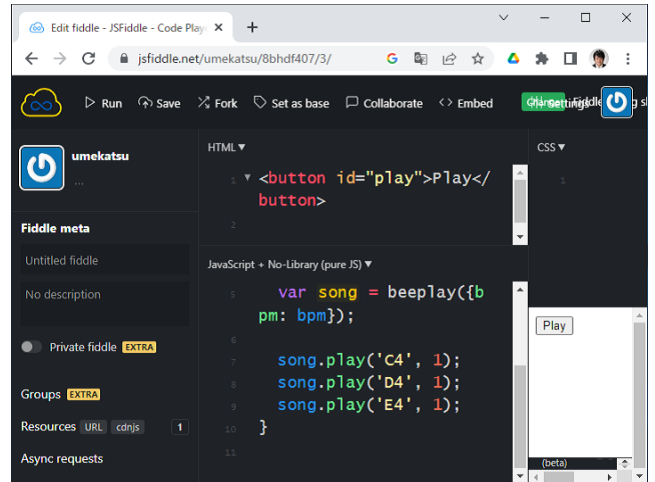 Edit fiddle - JSFiddle - Code Play
jsfiddle.net/umekatsu/8bhdf407/3/
Run Save Fork Set as base Collaborate Embed Settings
umekatsu
...
Fiddle meta
Untitled fiddle
No description
Private fiddle EXTRA
Groups EXTRA
Resources URL cdnjs 1
Async requests
HTML
1 <button id="play">Play</
button>
2
JavaScript + No-Library (pure JS)
5 var song = beeplay({b
pm: bpm});
6
7 song.play('C4', 1);
8 song.play('D4', 1);
9 song.play('E4', 1);
10 }
11
CSS
1
Play
(beta)